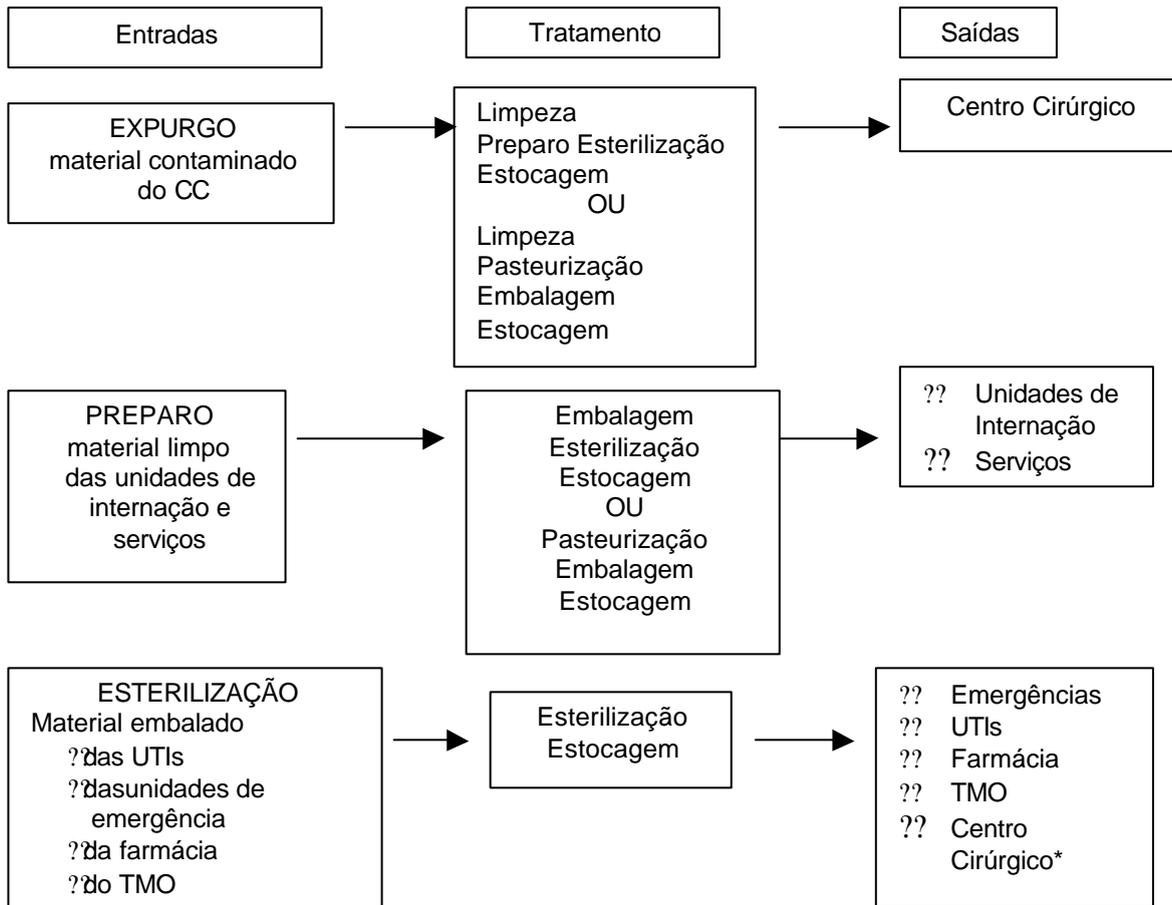 Entradas
Tratamento
Saídas
EXPURGO
material contaminado
do CC
Limpeza
Preparo Esterilização
Estocagem
OU
Limpeza
Pasteurização
Embalagem
Estocagem
Centro Cirúrgico
PREPARO
material limpo
das unidades de
internação e
serviços
Embalagem
Esterilização
Estocagem
OU
Pasteurização
Embalagem
Estocagem
?? Unidades de
Internação
?? Serviços
ESTERILIZAÇÃO
Material embalado
??das UTIs
??dasunidades de
emergência
??da farmácia
??do TMO
Esterilização
Estocagem
?? Emergências
?? UTIs
?? Farmácia
?? TMO
?? Centro
Cirúrgico*